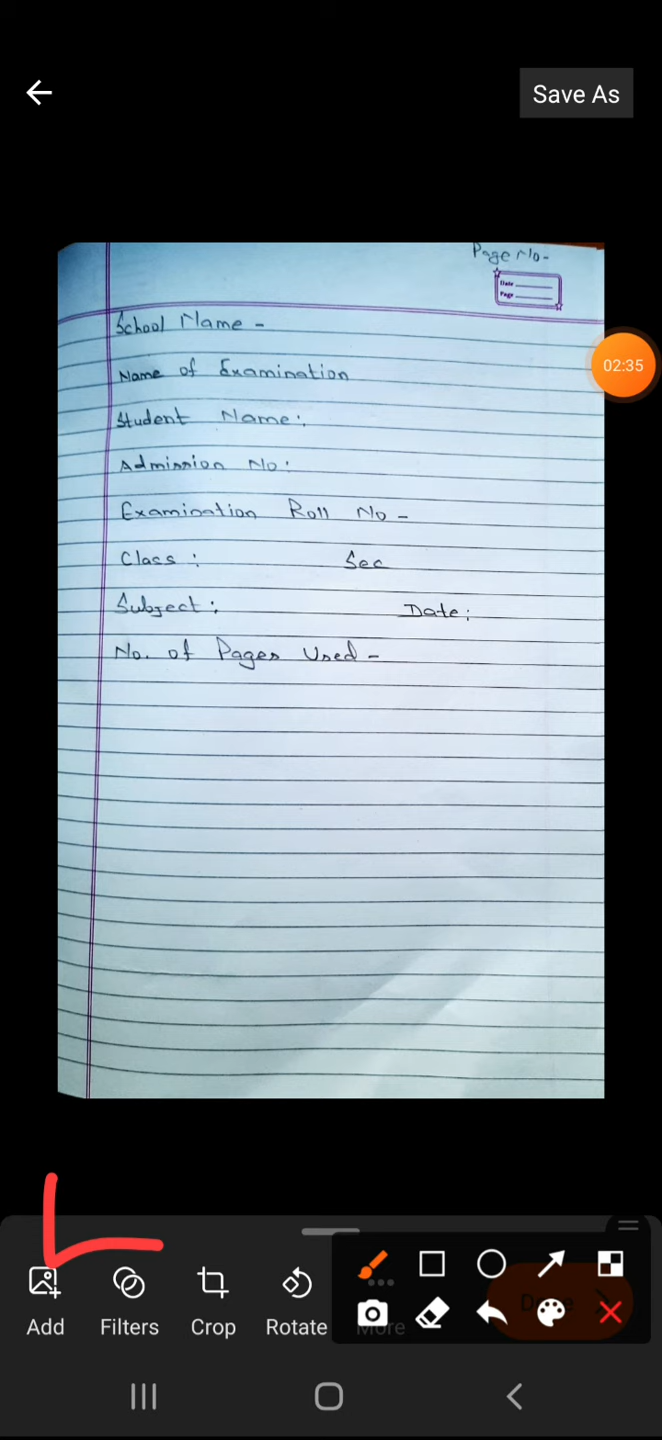 Save As
Page No-
Date
Page
School Name -
02:35
Name of Examination
Student Name:
Admission No:
Examination Roll No -
Class : Sec
Subject : Date :
No. of Pages Used -
Add Filters Crop Rotate More